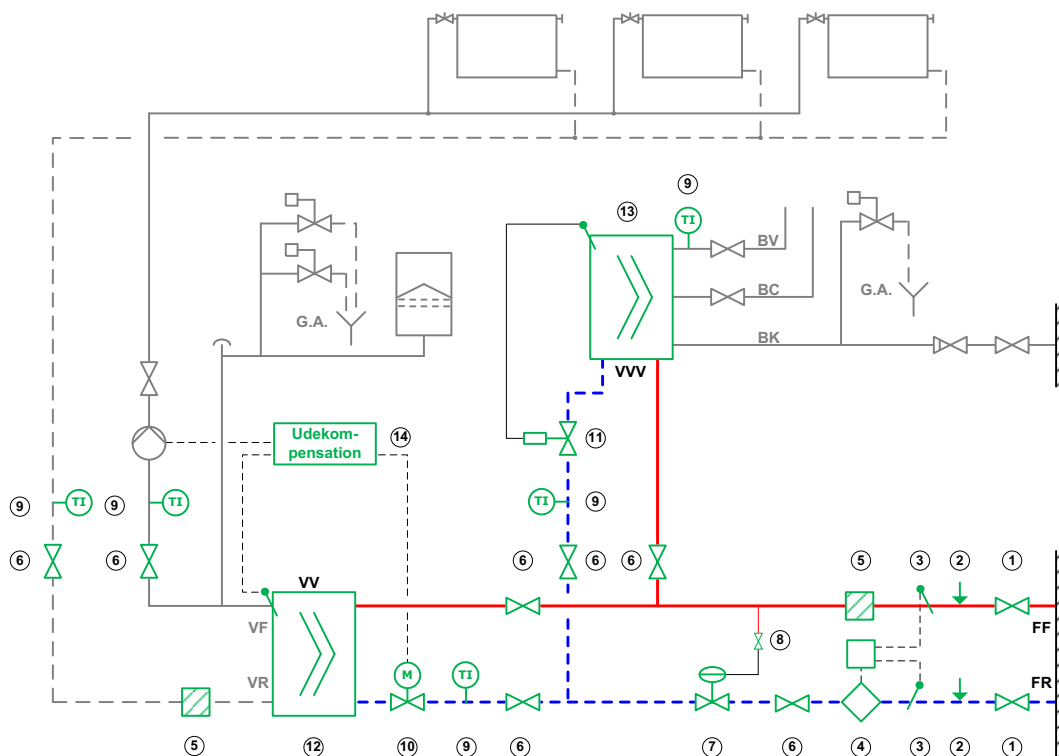 9
13
TI
BV
BC
BK
G.A.
G.A.
VVV
Udekom-
pensation
14
11
9
TI
9
TI
TI
9
6
6
6
6
6
5
3
2
1
VV
VF
FF
8
VR
M
TI
FR
5
12
10
9
6
7
6
4
3
2
1